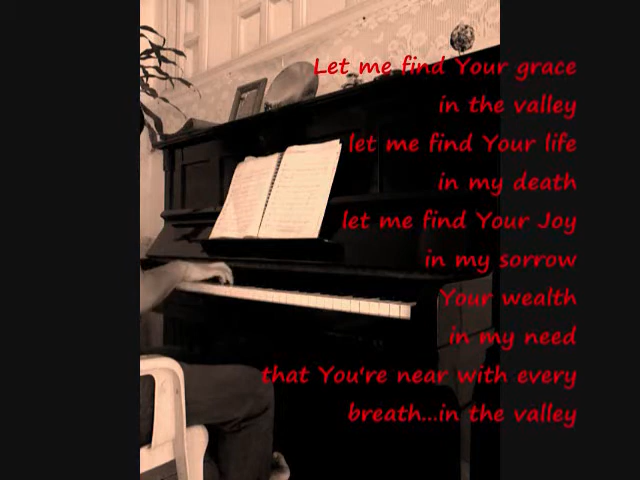 Let me find Your grace
in the valley
let me find Your life
in my death
let me find Your Joy
in my sorrow
Your wealth
in my need
that You're near with every
breath...in the valley